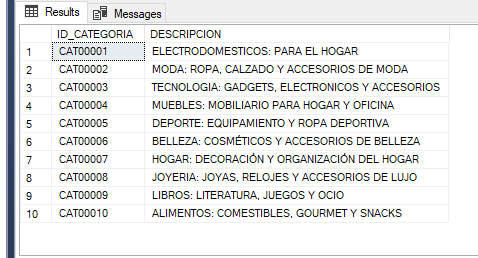 Results Messages
ID_CATEGORIA DESCRIPCION
1 CAT00001 ELECTRODOMESTICOS: PARA EL HOGAR
2 CAT00002 MODA: ROPA, CALZADO Y ACCESORIOS DE MODA
3 CAT00003 TECNOLOGIA: GADGETS, ELECTRONICOS Y ACCESORIOS
4 CAT00004 MUEBLES: MOBILIARIO PARA HOGAR Y OFICINA
5 CAT00005 DEPORTE: EQUIPAMIENTO Y ROPA DEPORTIVA
6 CAT00006 BELLEZA: COSMÉTICOS Y ACCESORIOS DE BELLEZA
7 CAT00007 HOGAR: DECORACIÓN Y ORGANIZACIÓN DEL HOGAR
8 CAT00008 JOYERIA: JOYAS, RELOJES Y ACCESORIOS DE LUJO
9 CAT00009 LIBROS: LITERATURA, JUEGOS Y OCIO
10 CAT00010 ALIMENTOS: COMESTIBLES, GOURMET Y SNACKS